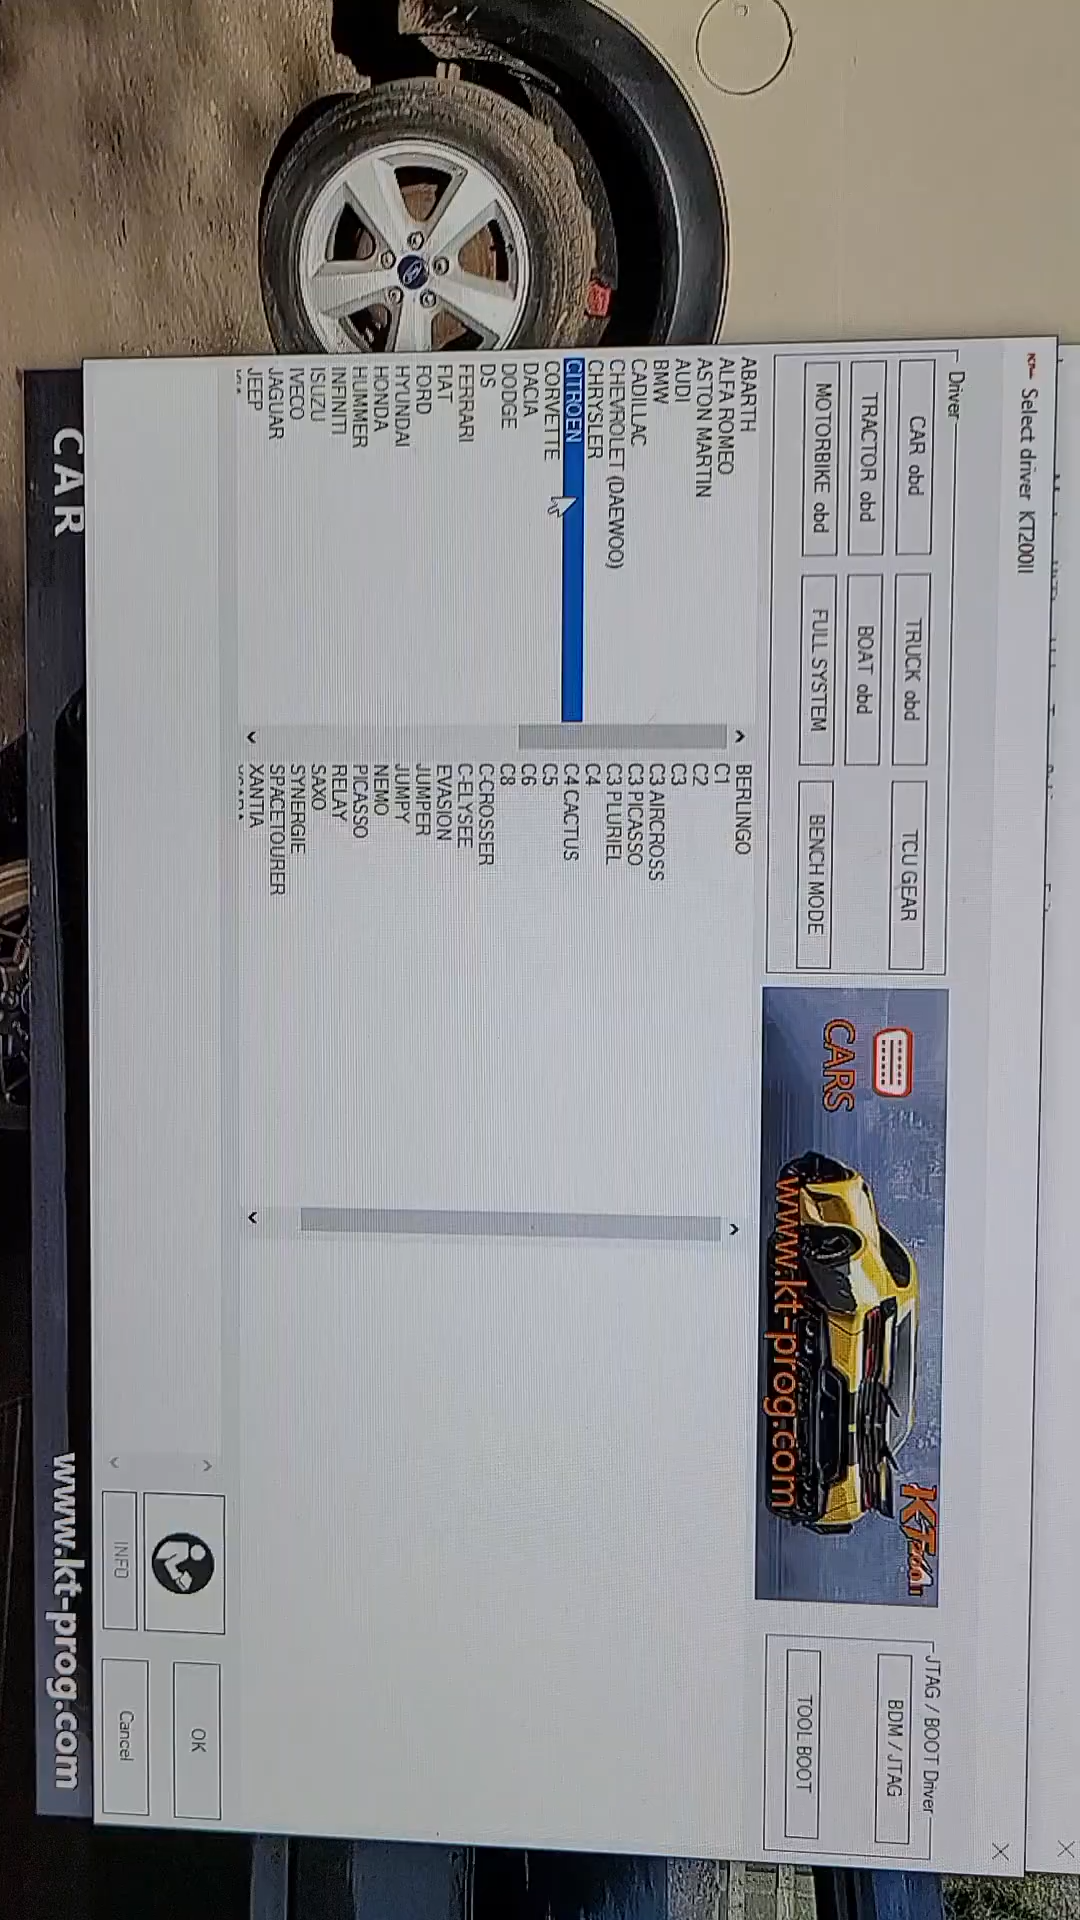 Select driver KT200II
Driver
CAR obd
TRUCK obd
TCU GEAR
TRACTOR obd
BOAT obd
MOTORBIKE obd
FULL SYSTEM
BENCH MODE
CARS
www.kt-prog.com
JTAG / BOOT Driver
BDM / JTAG
TOOL BOOT
ABARTH
ALFA ROMEO
ASTON MARTIN
AUDI
BMW
CADILLAC
CHEVROLET (DAEWOO)
CHRYSLER
CITROEN
CORVETTE
DACIA
DODGE
DS
FERRARI
FIAT
FORD
HYUNDAI
HONDA
HUMMER
INFINITI
ISUZU
IVECO
JAGUAR
JEEP
BERLINGO
C1
C2
C3
C3 AIRCROSS
C3 PICASSO
C3 PLURIEL
C4
C4 CACTUS
C5
C6
C8
C-CROSSER
C-ELYSEE
EVASION
JUMPER
JUMPY
NEMO
PICASSO
RELAY
SAXO
SYNERGIE
SPACETOURER
XANTIA
OK
INFO
Cancel
CAR
www.kt-prog.com